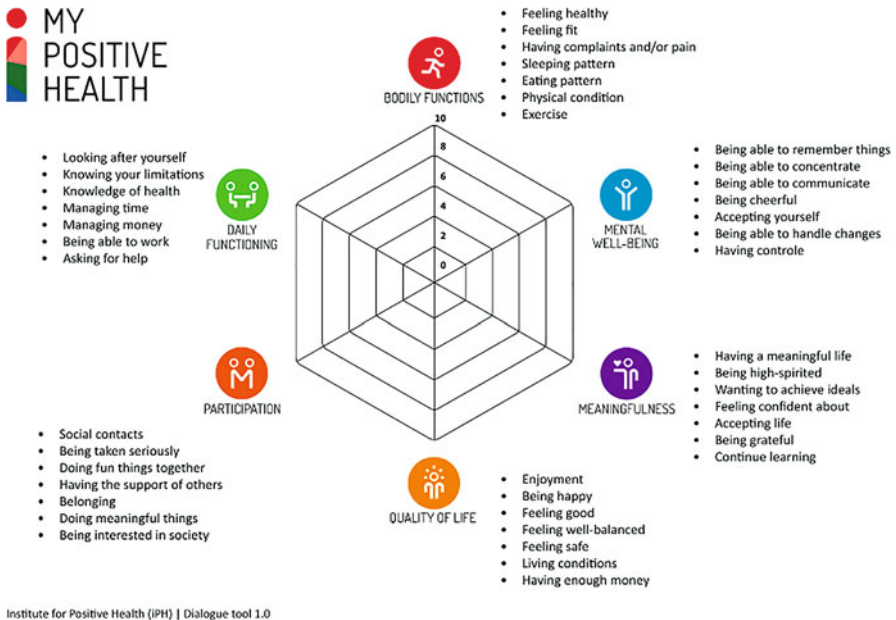 MY
POSITIVE
HEALTH
BODILY FUNCTIONS
• Feeling healthy
• Feeling fit
• Having complaints and/or pain
• Sleeping pattern
• Eating pattern
• Physical condition
• Exercise
10
8
6
4
2
0
MENTAL
WELL-BEING
• Being able to remember things
• Being able to concentrate
• Being able to communicate
• Being cheerful
• Accepting yourself
• Being able to handle changes
• Having controle
MEANINGFULNESS
• Having a meaningful life
• Being high-spirited
• Wanting to achieve ideals
• Feeling confident about
• Accepting life
• Being grateful
• Continue learning
QUALITY OF LIFE
• Enjoyment
• Being happy
• Feeling good
• Feeling well-balanced
• Feeling safe
• Living conditions
• Having enough money
PARTICIPATION
• Social contacts
• Being taken seriously
• Doing fun things together
• Having the support of others
• Belonging
• Doing meaningful things
• Being interested in society
DAILY
FUNCTIONING
• Looking after yourself
• Knowing your limitations
• Knowledge of health
• Managing time
• Managing money
• Being able to work
• Asking for help
Institute for Positive Health (iPH) | Dialogue tool 1.0